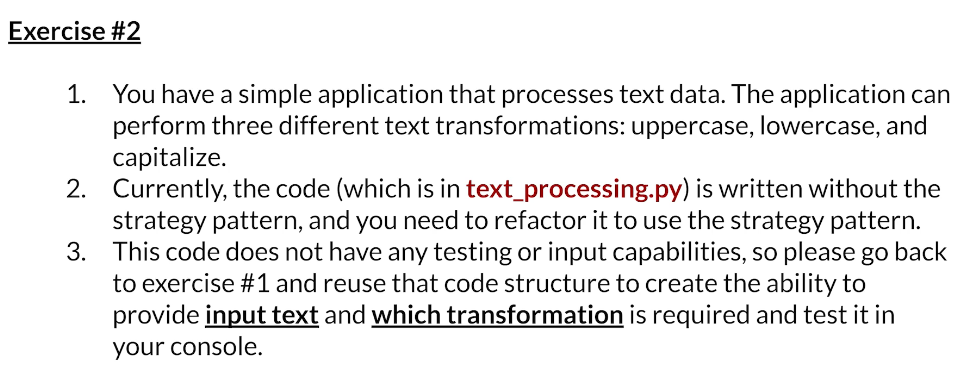 Exercise #2
1. You have a simple application that processes text data. The application can
perform three different text transformations: uppercase, lowercase, and
capitalize.
2. Currently, the code (which is in text_processing.py) is written without the
strategy pattern, and you need to refactor it to use the strategy pattern.
3. This code does not have any testing or input capabilities, so please go back
to exercise #1 and reuse that code structure to create the ability to
provide input text and which transformation is required and test it in
your console.